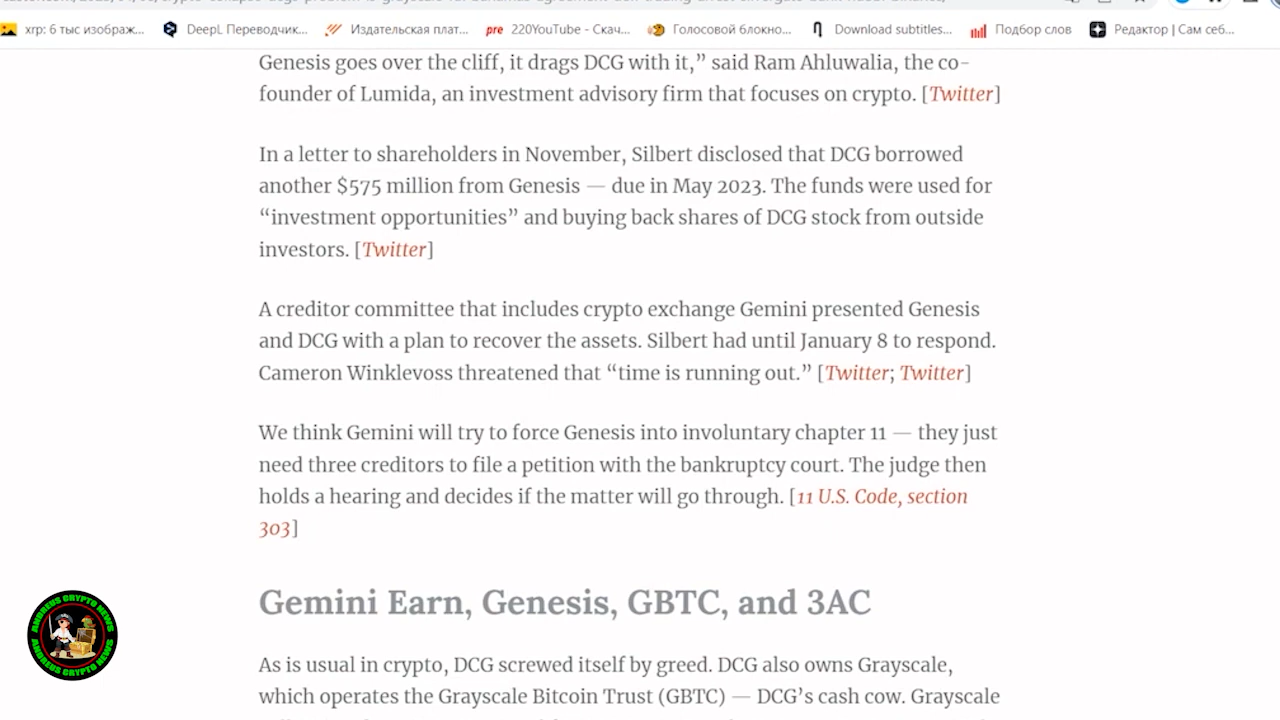 xrp: 6 тыс изображ...
DeepL Переводчик...
Издательская плат...
pre 220YouTube - Скач...
Голосовой блокно...
Download subtitles...
Подбор слов
Редактор | Сам себ...
Genesis goes over the cliff, it drags DCG with it,” said Ram Ahluwalia, the co-
founder of Lumida, an investment advisory firm that focuses on crypto. [Twitter]
In a letter to shareholders in November, Silbert disclosed that DCG borrowed
another $575 million from Genesis — due in May 2023. The funds were used for
“investment opportunities” and buying back shares of DCG stock from outside
investors. [Twitter]
A creditor committee that includes crypto exchange Gemini presented Genesis
and DCG with a plan to recover the assets. Silbert had until January 8 to respond.
Cameron Winklevoss threatened that “time is running out.” [Twitter; Twitter]
We think Gemini will try to force Genesis into involuntary chapter 11 — they just
need three creditors to file a petition with the bankruptcy court. The judge then
holds a hearing and decides if the matter will go through. [11 U.S. Code, section
303]
Gemini Earn, Genesis, GBTC, and 3AC
ANDREUS CRYPTO NEWS
ANDREUS CRYPTO NEWS
As is usual in crypto, DCG screwed itself by greed. DCG also owns Grayscale,
which operates the Grayscale Bitcoin Trust (GBTC) — DCG’s cash cow. Grayscale